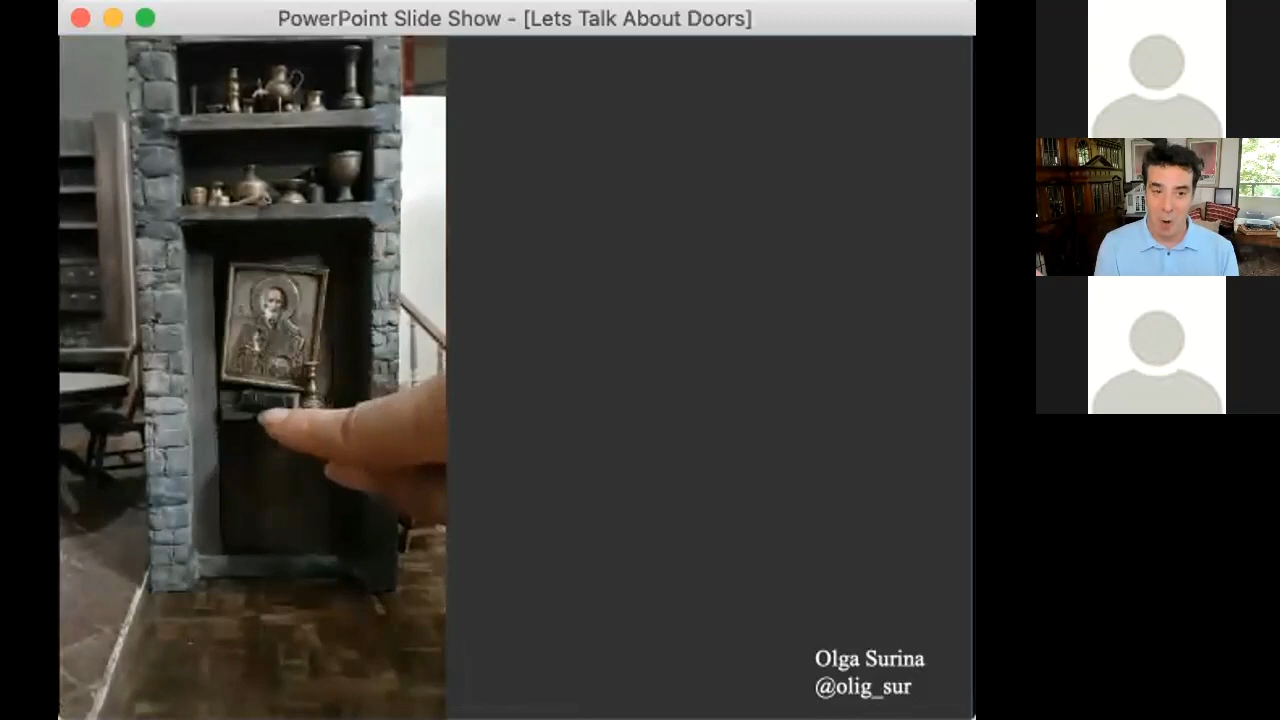 PowerPoint Slide Show - [Lets Talk About Doors]
Olga Surina
@olig_sur